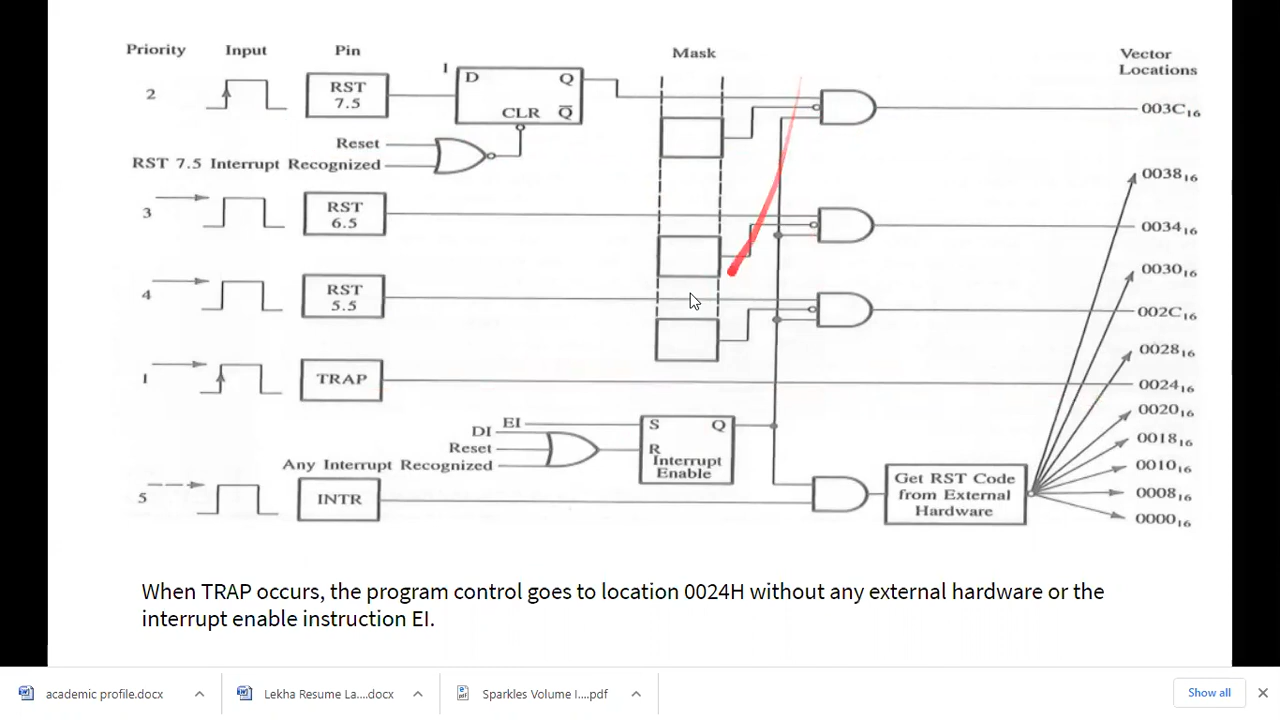 Priority Input Pin Mask Vector Locations
1 D Q
2 RST 7.5
CLR Q̅ 003C16
Reset
RST 7.5 Interrupt Recognized
003816
3 RST 6.5 003416
003016
4 RST 5.5 002C16
002816
1 TRAP 002416
002016
EI S Q
DI 001816
Reset R
Any Interrupt Recognized Interrupt Enable 001016
5 INTR Get RST Code from External Hardware 000816
000016
When TRAP occurs, the program control goes to location 0024H without any external hardware or the
interrupt enable instruction EI.
academic profile.docx Lekha Resume La....docx Sparkles Volume I....pdf Show all